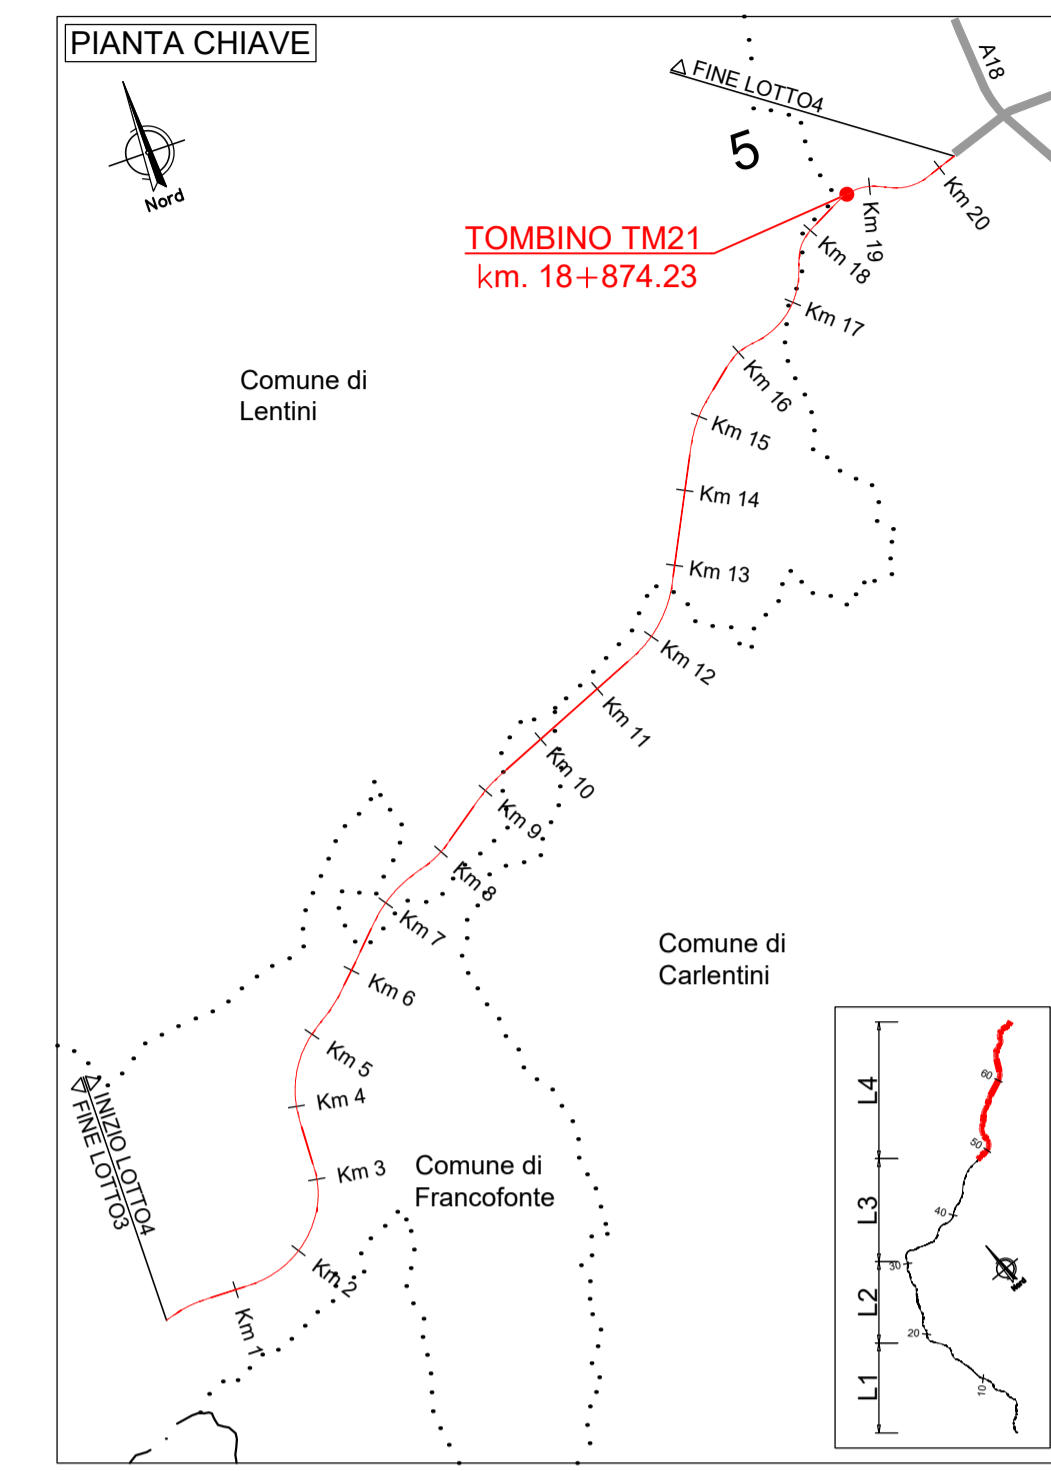 PIANTA CHIAVE
Nord
FINE LOTTO4
A18
5
Km 20
Km 19
TOMBINO TM21
km. 18+874.23
Km 18
Km 17
Km 16
Comune di
Lentini
Km 15
Km 14
Km 13
Km 12
Km 11
Km 10
Km 9
Km 8
Km 7
Comune di
Carlentini
Km 6
Km 5
Km 4
Km 3
Comune di
Francofonte
INIZIO LOTTO4
FINE LOTTO3
Km 2
Km 1
L4
60
50
L3
40
30
Nord
L2
20
L1
10